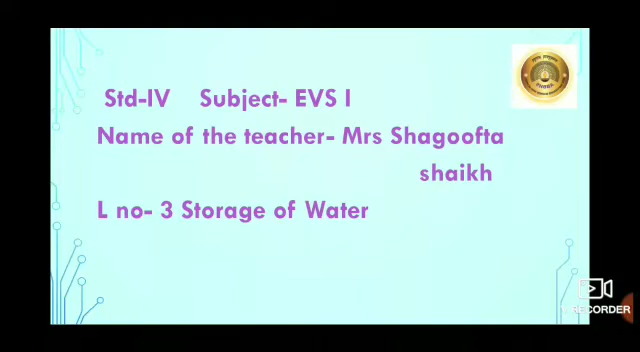 Std-IV Subject- EVS I
Name of the teacher- Mrs Shagoofta
shaikh
L no- 3 Storage of Water
RECORDER